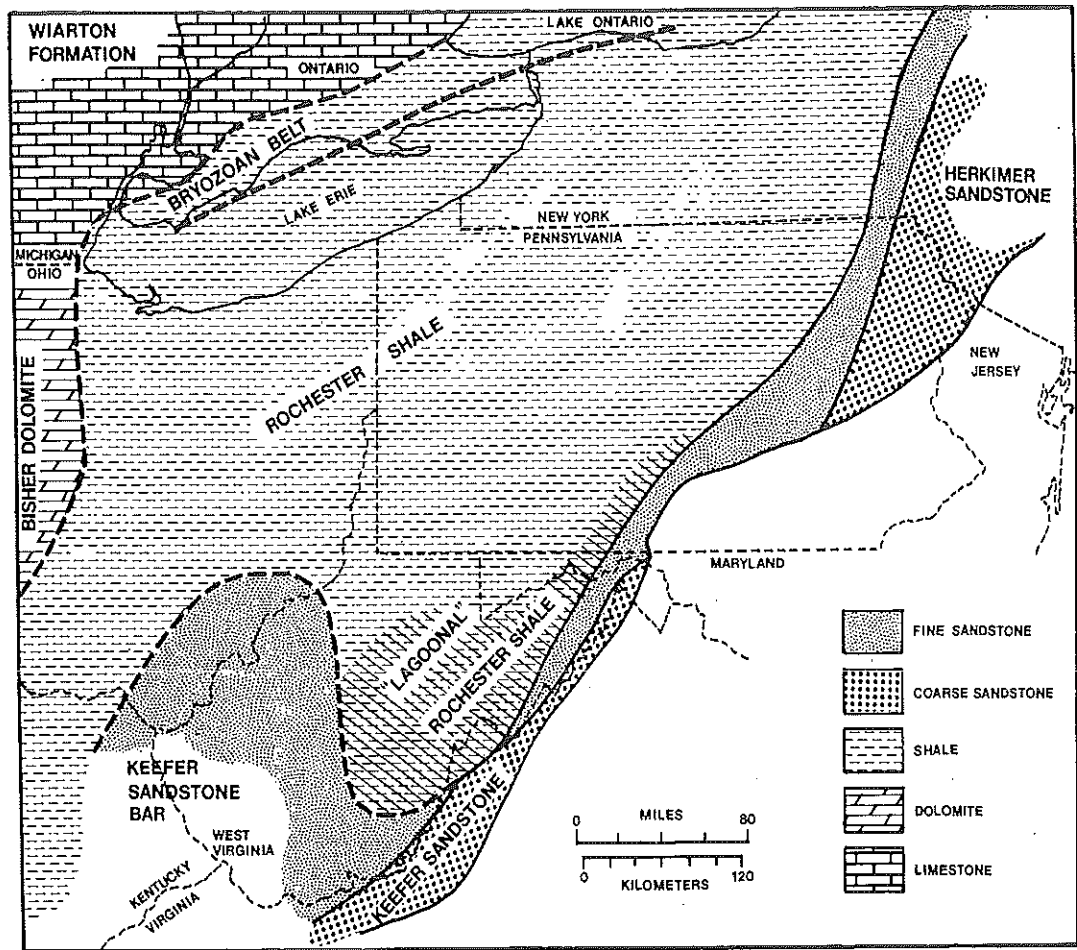 WIARTON
FORMATION
LAKE ONTARIO
ONTARIO
BRYOZOAN BELT
LAKE ERIE
HERKIMER
SANDSTONE
NEW YORK
PENNSYLVANIA
MICHIGAN
OHIO
BISHER DOLOMITE
ROCHESTER SHALE
NEW
JERSEY
MARYLAND
"LAGOONAL"
ROCHESTER SHALE
KEEFER
SANDSTONE
BAR
WEST
VIRGINIA
KENTUCKY
VIRGINIA
KEEFER SANDSTONE
0 MILES 80
0 KILOMETERS 120
FINE SANDSTONE
COARSE SANDSTONE
SHALE
DOLOMITE
LIMESTONE